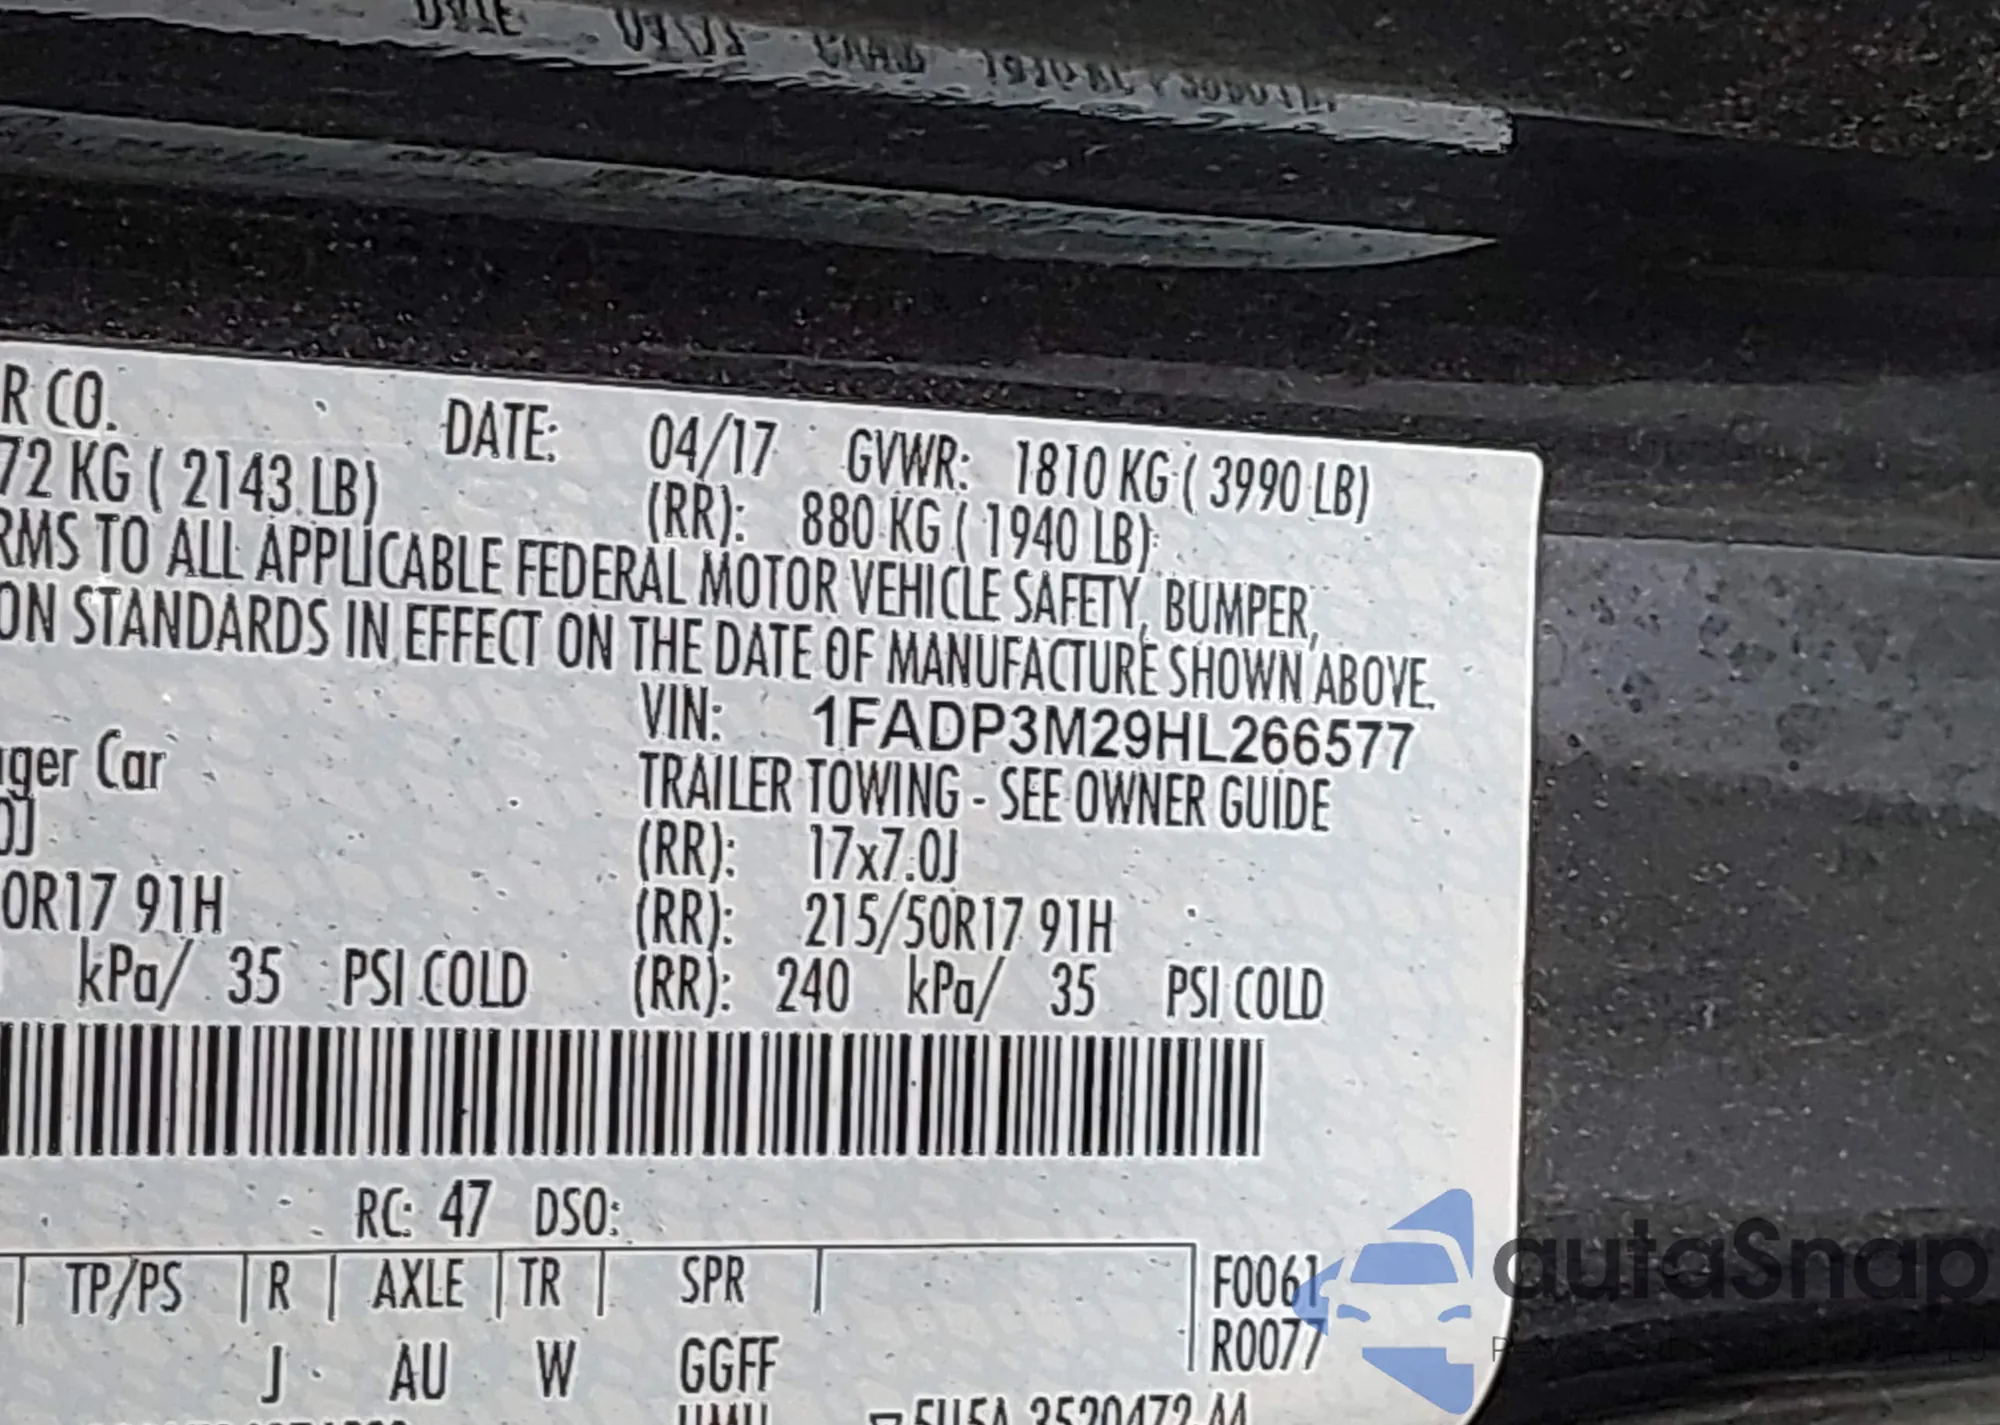 R CO. DATE: 04/17 GVWR: 1810 KG ( 3990 LB)
72 KG ( 2143 LB) (RR): 880 KG ( 1940 LB)
RMS TO ALL APPLICABLE FEDERAL MOTOR VEHICLE SAFETY, BUMPER,
ON STANDARDS IN EFFECT ON THE DATE OF MANUFACTURE SHOWN ABOVE.
VIN: 1FADP3M29HL266577
ger Car TRAILER TOWING - SEE OWNER GUIDE
0J (RR): 17x7.0J
0R17 91H (RR): 215/50R17 91H
kPa/ 35 PSI COLD (RR): 240 kPa/ 35 PSI COLD
RC: 47 DSO:
TP/PS R AXLE TR SPR F0061
J AU W GGFF R0077
autoSnap